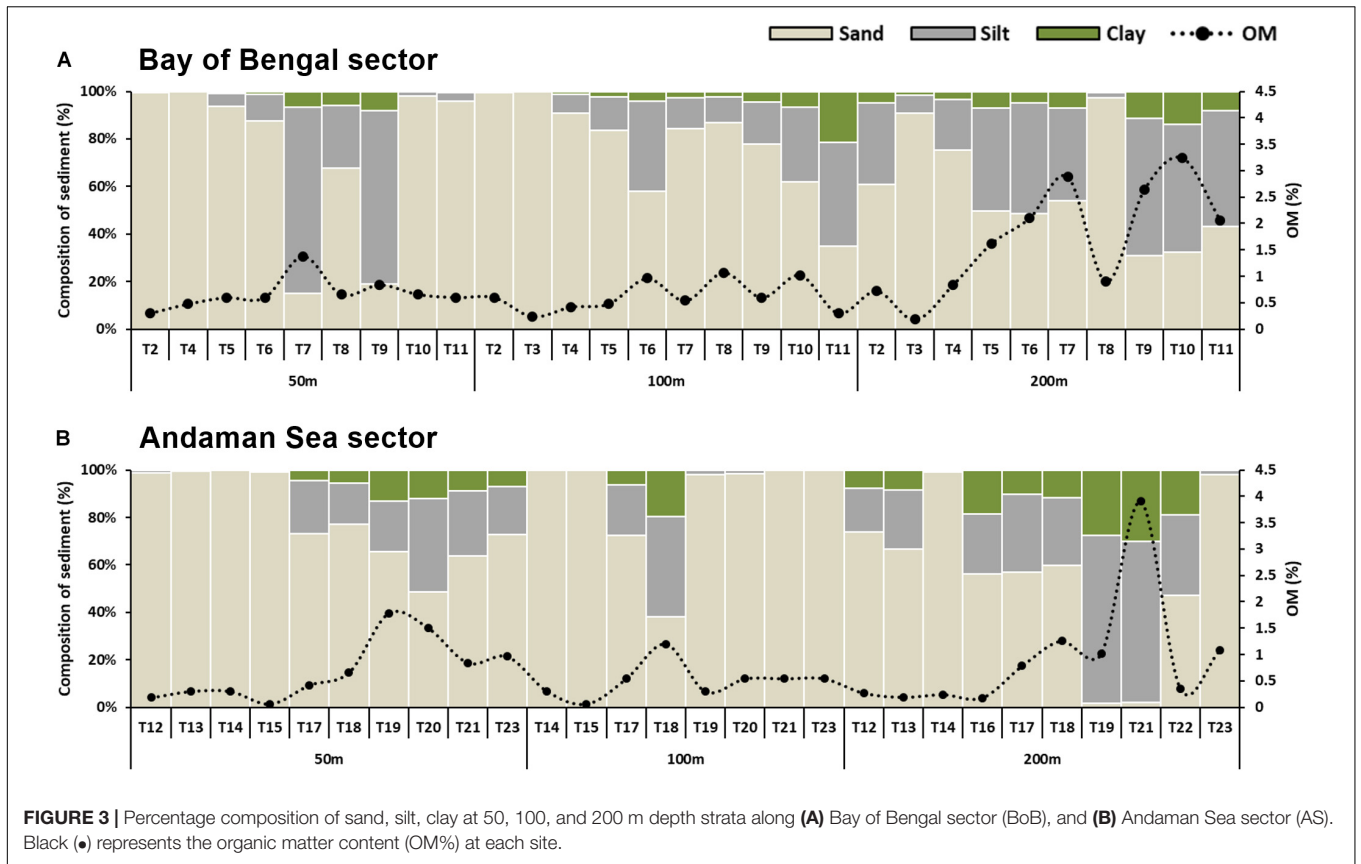 Sand Silt Clay OM
A Bay of Bengal sector
Composition of sediment (%)
100%
80%
60%
40%
20%
0%
4.5
4
3.5
3
2.5
2
1.5
1
0.5
0
OM (%)
T2 T4 T5 T6 T7 T8 T9 T10 T11 T2 T3 T4 T5 T6 T7 T8 T9 T10 T11 T2 T3 T4 T5 T6 T7 T8 T9 T10 T11
50m 100m 200m
B Andaman Sea sector
Composition of sediment (%)
100%
80%
60%
40%
20%
0%
4.5
4
3.5
3
2.5
2
1.5
1
0.5
0
OM (%)
T12 T13 T14 T15 T17 T18 T19 T20 T21 T23 T14 T15 T17 T18 T19 T20 T21 T23 T12 T13 T14 T16 T17 T18 T19 T21 T22 T23
50m 100m 200m
FIGURE 3 | Percentage composition of sand, silt, clay at 50, 100, and 200 m depth strata along (A) Bay of Bengal sector (BoB), and (B) Andaman Sea sector (AS).
Black (●) represents the organic matter content (OM%) at each site.